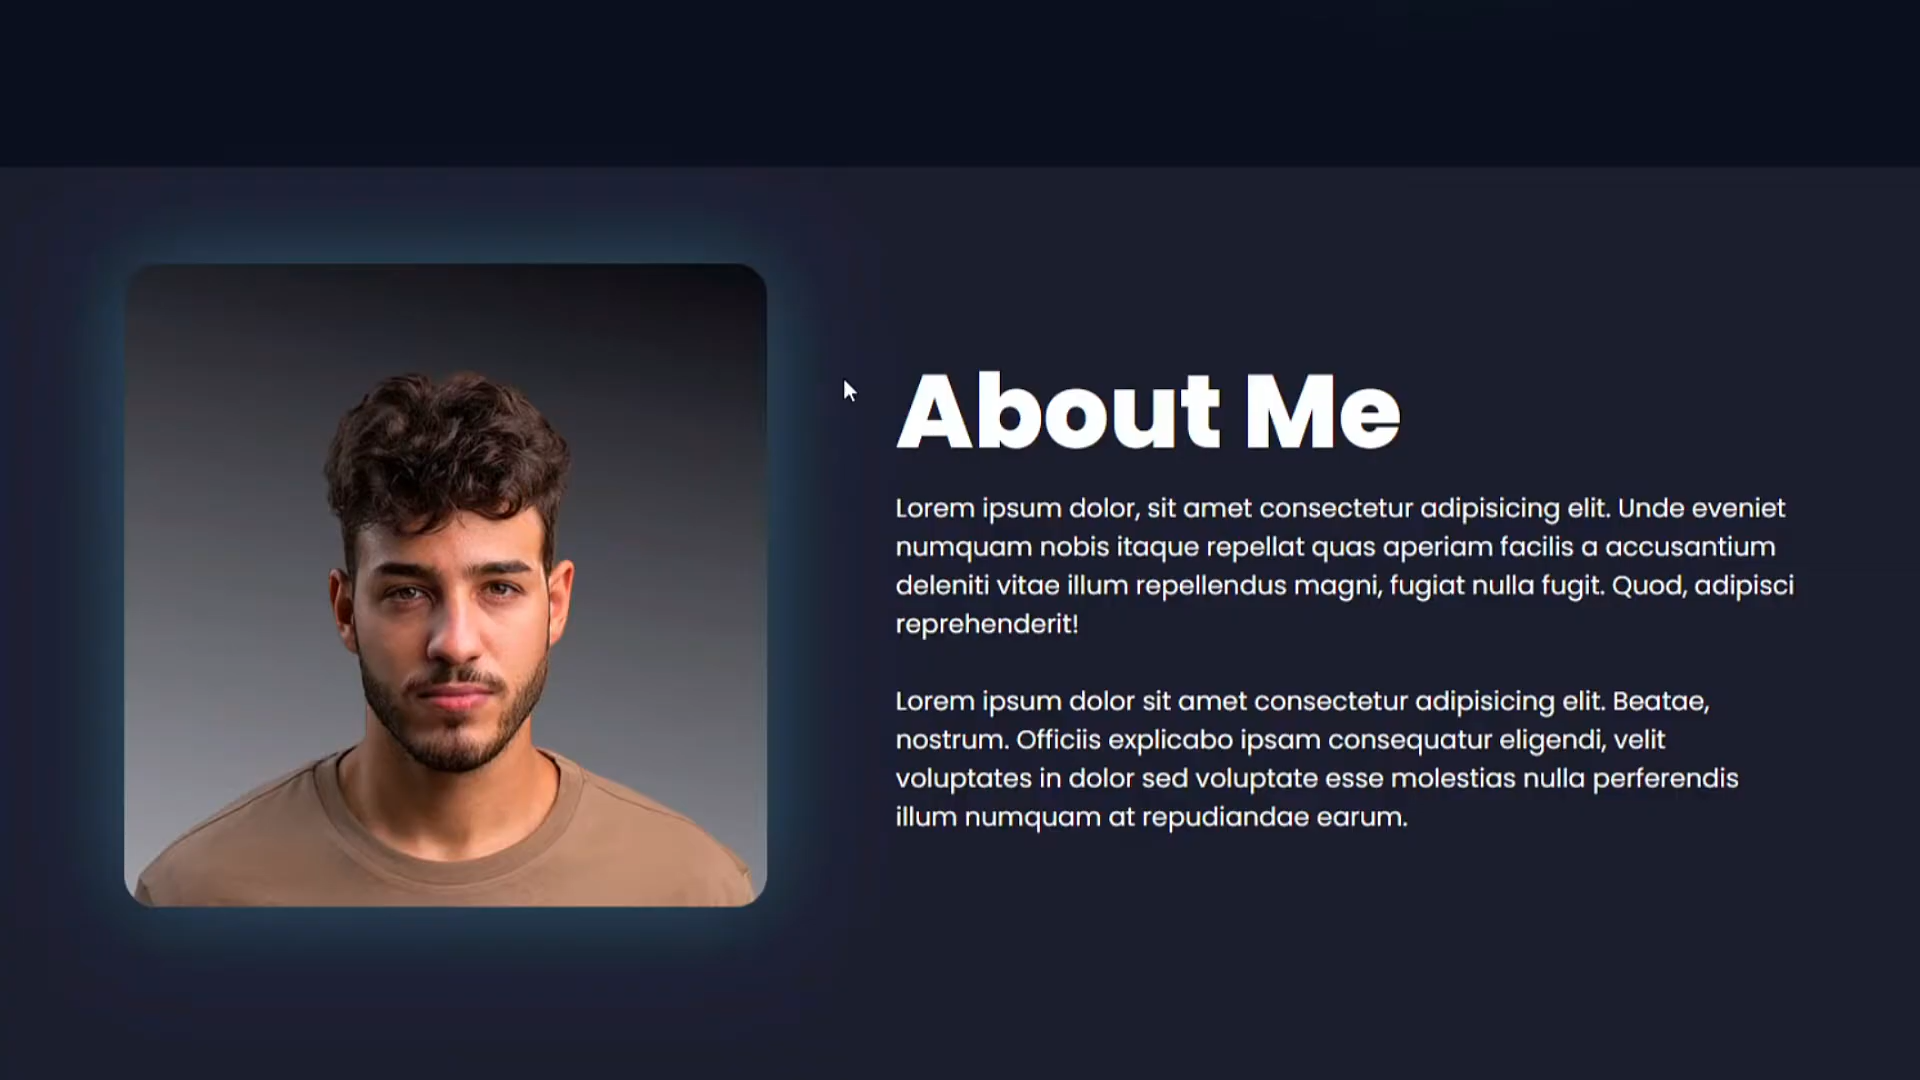 About Me
Lorem ipsum dolor, sit amet consectetur adipisicing elit. Unde eveniet
numquam nobis itaque repellat quas aperiam facilis a accusantium
deleniti vitae illum repellendus magni, fugiat nulla fugit. Quod, adipisci
reprehenderit!
Lorem ipsum dolor sit amet consectetur adipisicing elit. Beatae,
nostrum. Officiis explicabo ipsam consequatur eligendi, velit
voluptates in dolor sed voluptate esse molestias nulla perferendis
illum numquam at repudiandae earum.